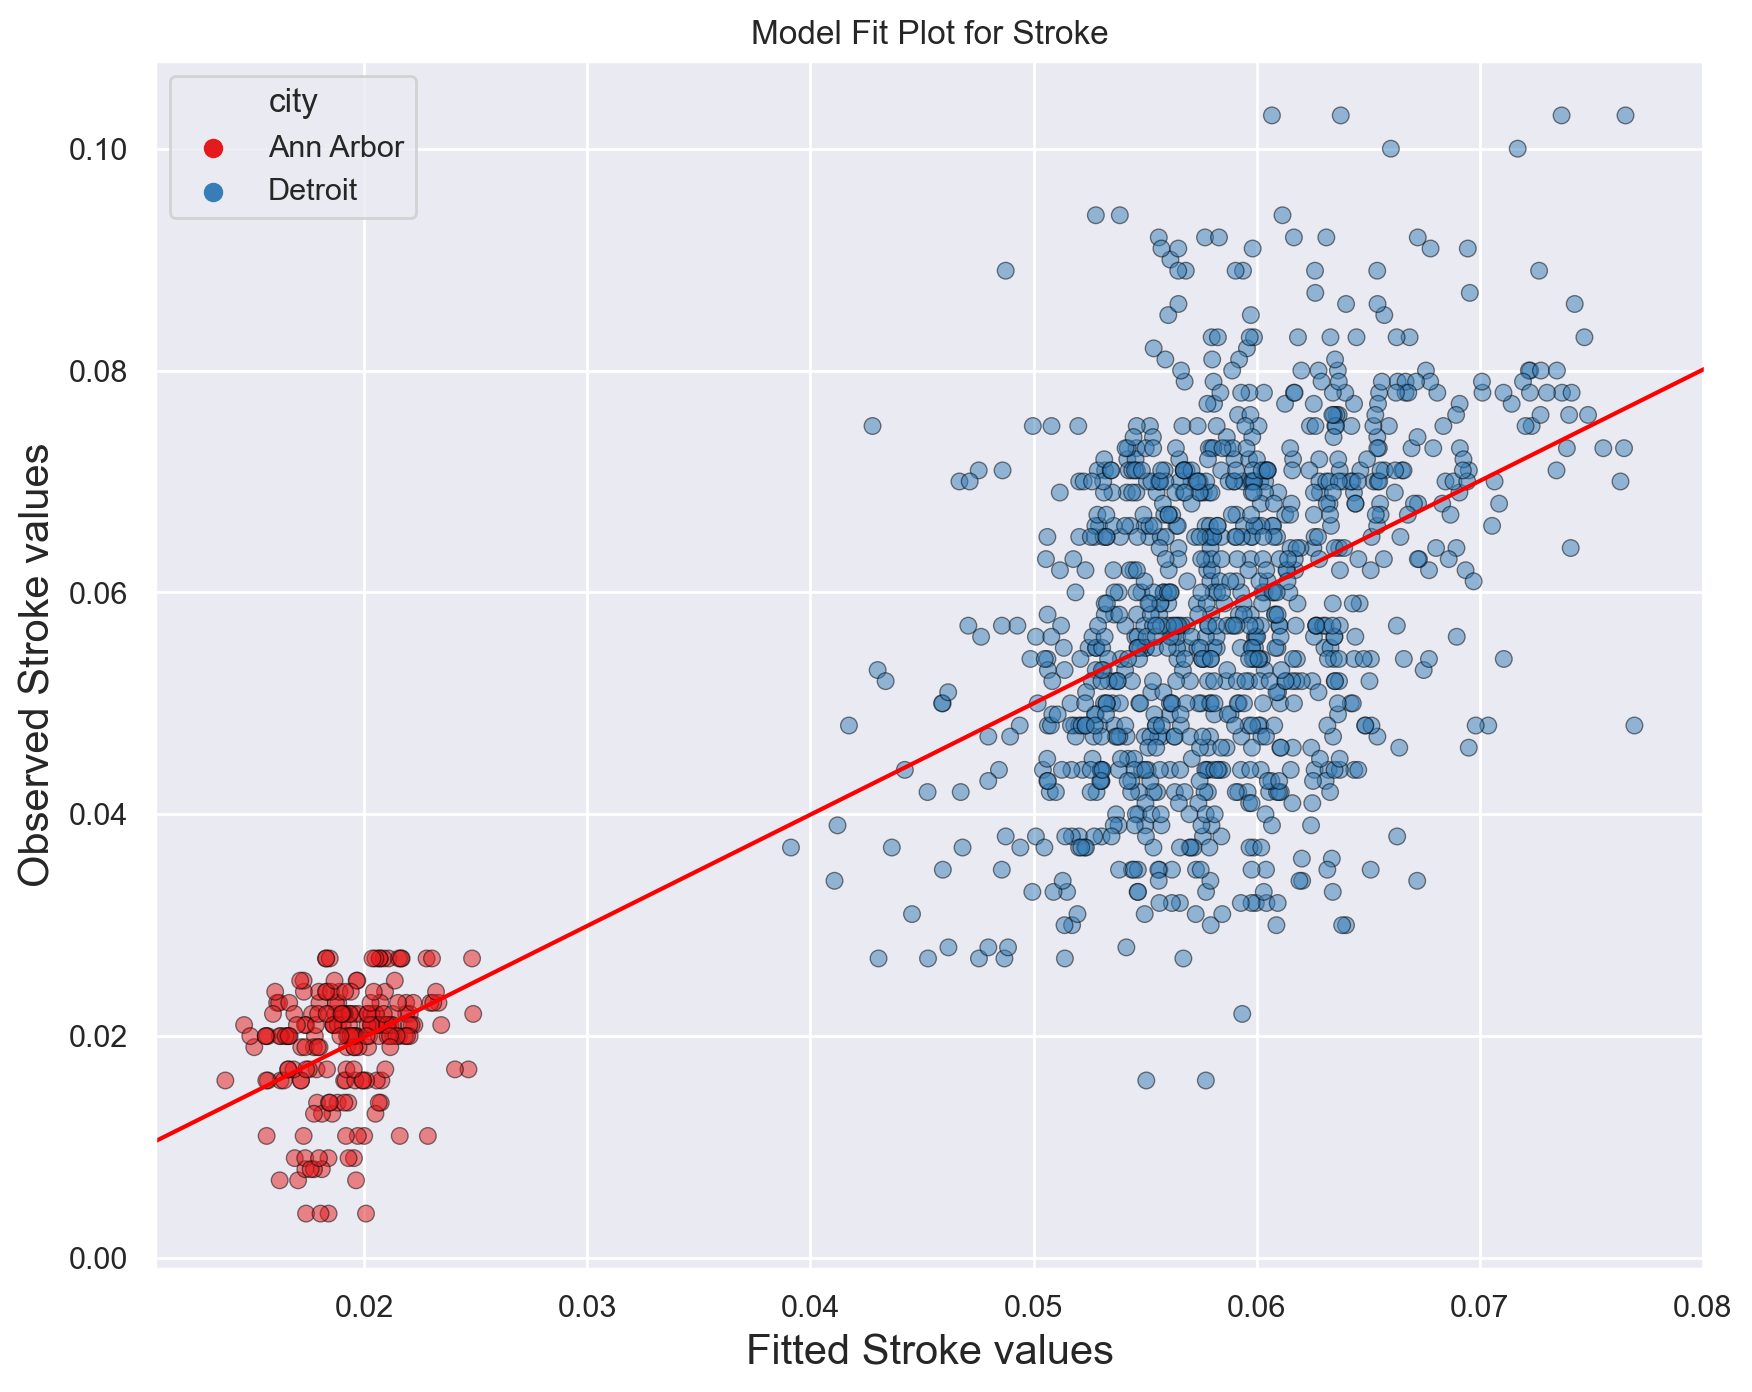 Model Fit Plot for Stroke
city
Ann Arbor
Detroit
Observed Stroke values
0.10
0.08
0.06
0.04
0.02
0.00
0.02 0.03 0.04 0.05 0.06 0.07 0.08
Fitted Stroke values